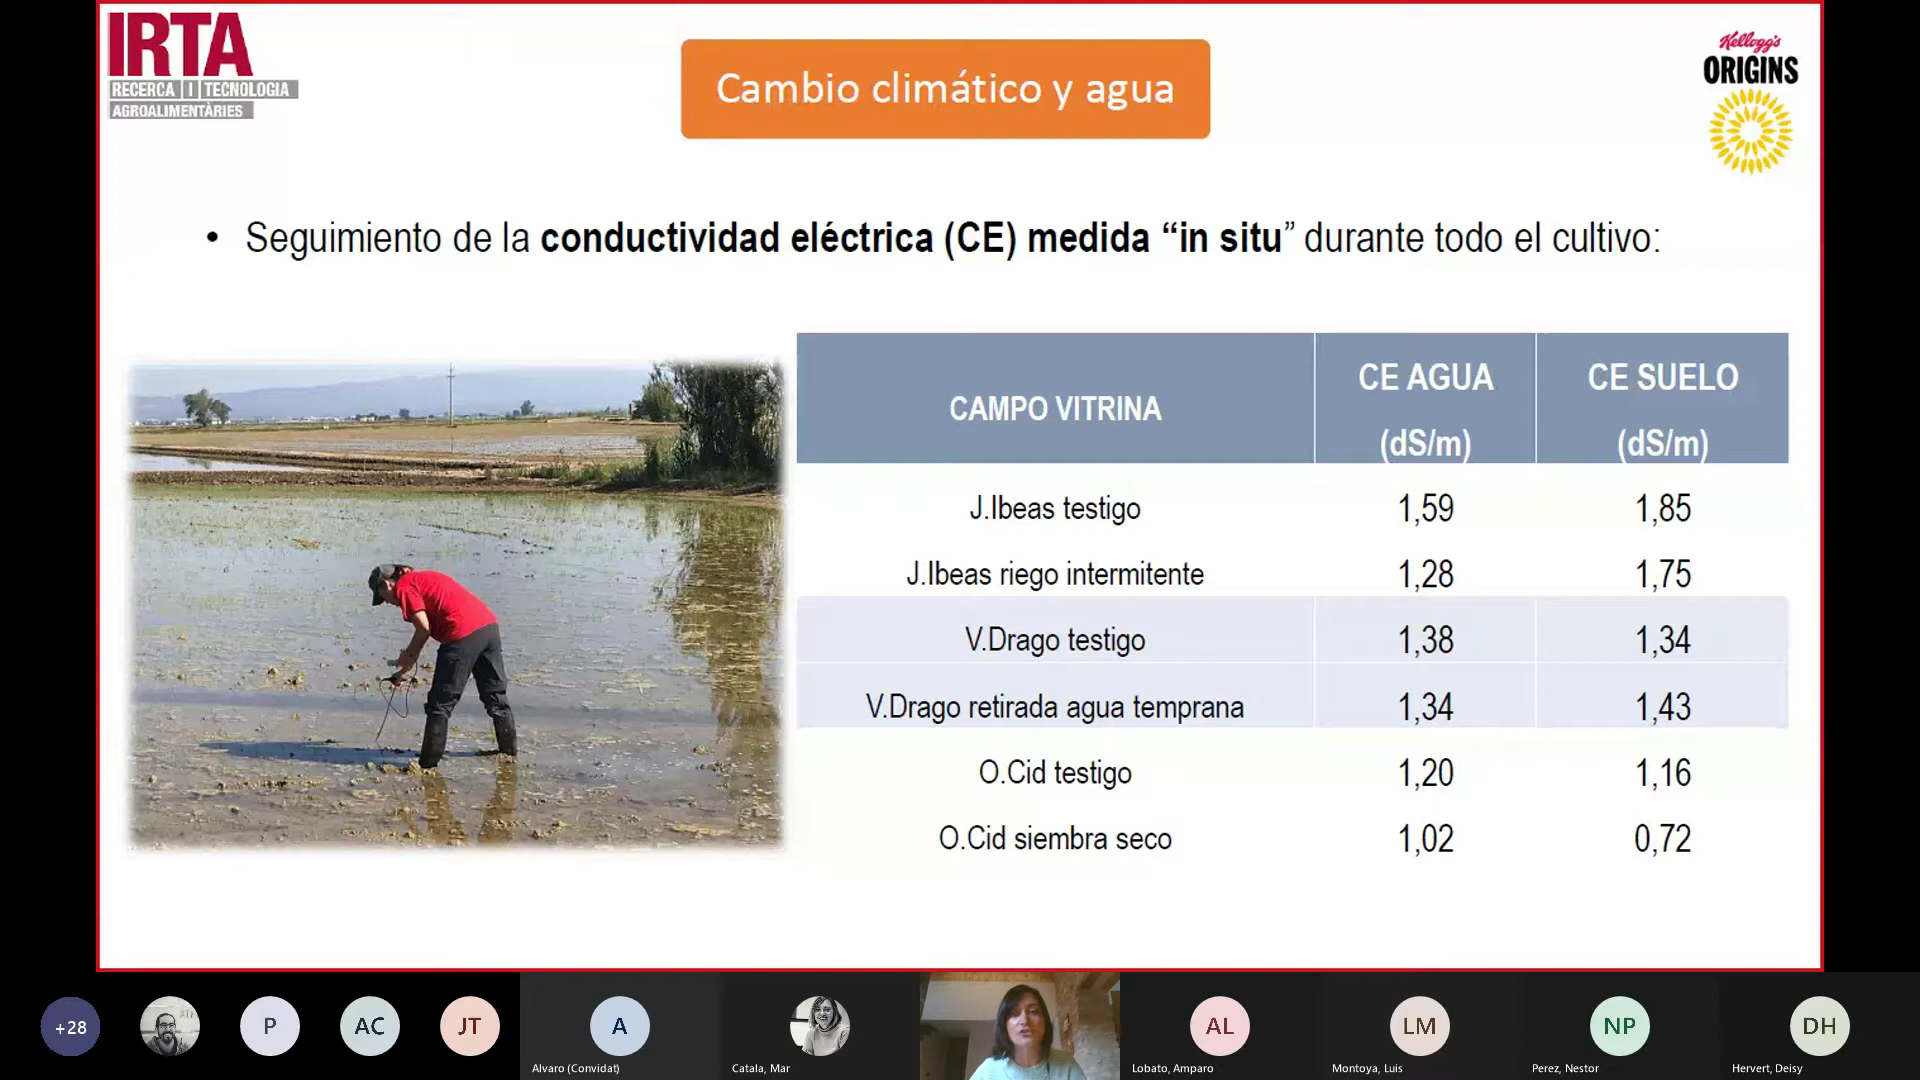 IRTA
RECERCA I TECNOLOGIA
AGROALIMENTÀRIES
Cambio climático y agua
Kellogg's
ORIGINS
• Seguimiento de la conductividad eléctrica (CE) medida “in situ” durante todo el cultivo:
CAMPO VITRINA CE AGUA (dS/m) CE SUELO (dS/m)
J.Ibeas testigo 1,59 1,85
J.Ibeas riego intermitente 1,28 1,75
V.Drago testigo 1,38 1,34
V.Drago retirada agua temprana 1,34 1,43
O.Cid testigo 1,20 1,16
O.Cid siembra seco 1,02 0,72
+28 P AC JT A AL LM NP DH
Alvaro (Convidat) Catala, Mar Lobato, Amparo Montoya, Luis Perez, Nestor Hervert, Deisy